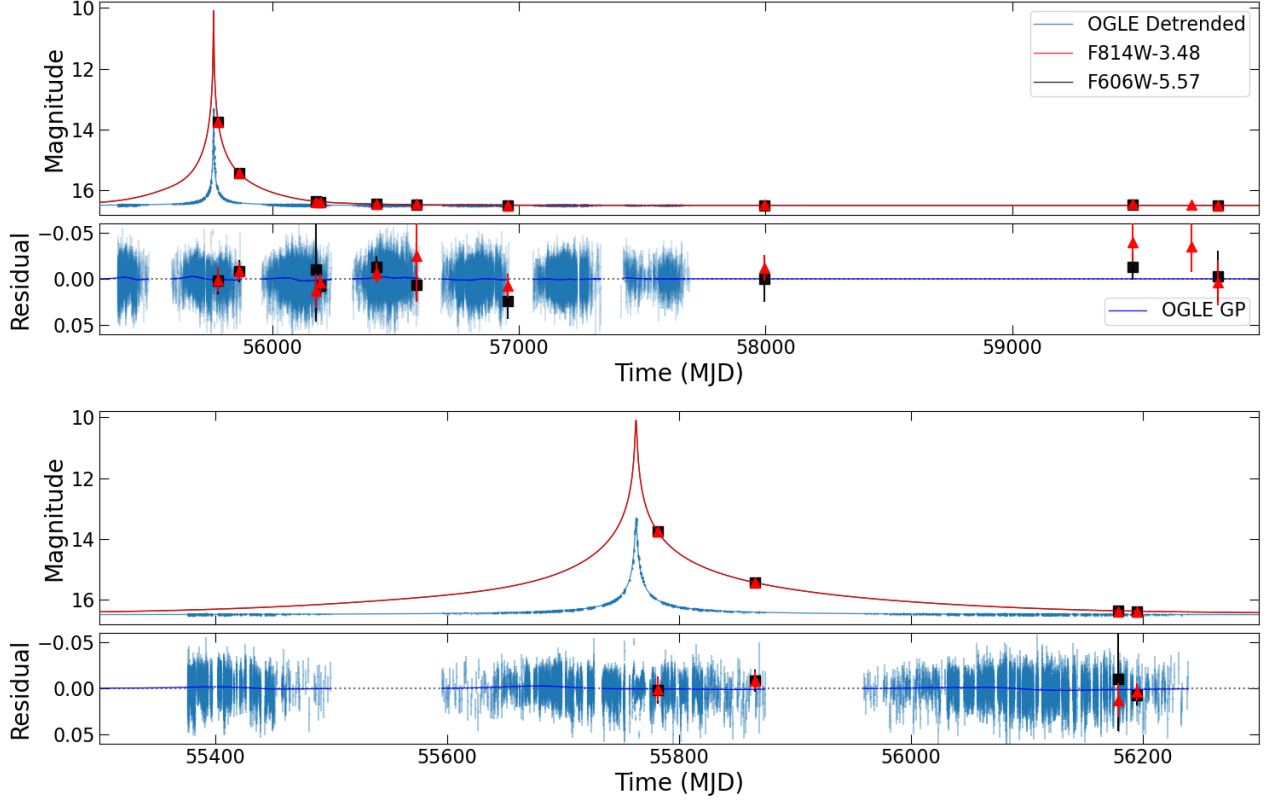 10
12
14
16
Magnitude
OGLE Detrended
F814W-3.48
F606W-5.57
−0.05
0.00
0.05
Residual
OGLE GP
56000 57000 58000 59000
Time (MJD)
10
12
14
16
Magnitude
−0.05
0.00
0.05
Residual
55400 55600 55800 56000 56200
Time (MJD)